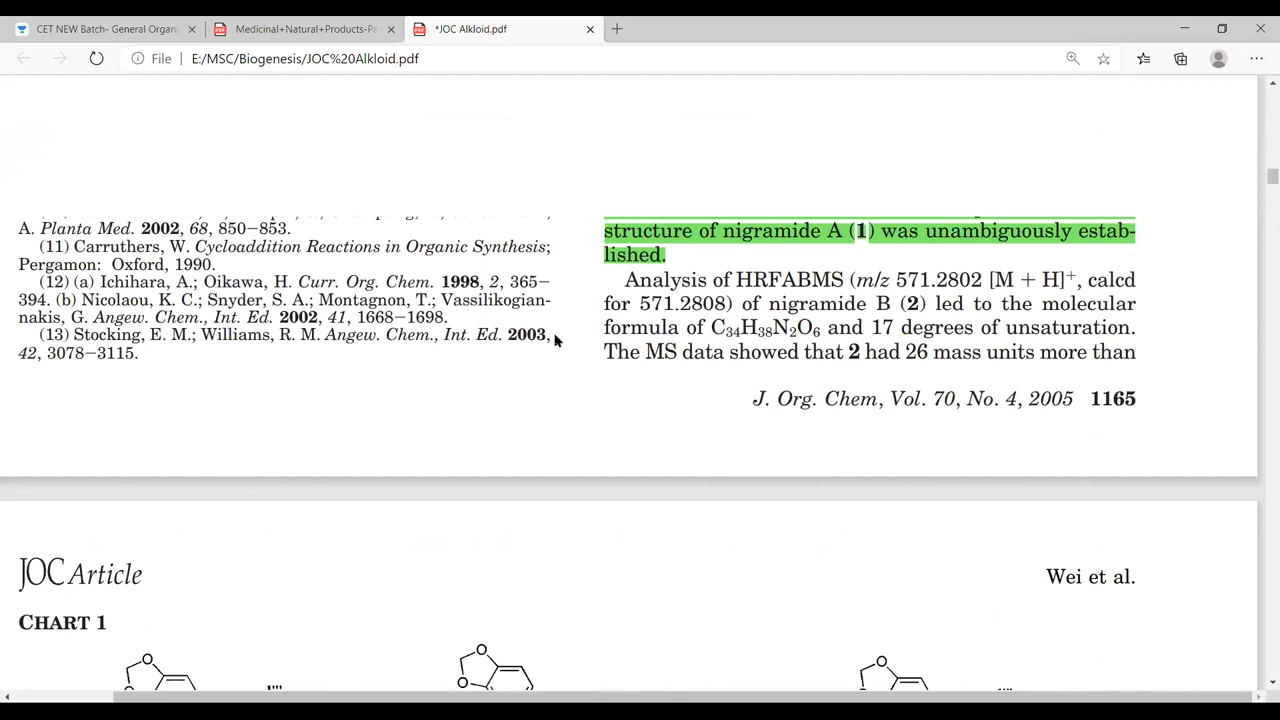 CET NEW Batch- General Organi
Medicinal+Natural+Products-Pa
*JOC Alkloid.pdf
File
E:/MSC/Biogenesis/JOC%20Alkloid.pdf
A. Planta Med. 2002, 68, 850–853.
(11) Carruthers, W. Cycloaddition Reactions in Organic Synthesis;
Pergamon: Oxford, 1990.
(12) (a) Ichihara, A.; Oikawa, H. Curr. Org. Chem. 1998, 2, 365–
394. (b) Nicolaou, K. C.; Snyder, S. A.; Montagnon, T.; Vassilikogian-
nakis, G. Angew. Chem., Int. Ed. 2002, 41, 1668–1698.
(13) Stocking, E. M.; Williams, R. M. Angew. Chem., Int. Ed. 2003,
42, 3078–3115.
structure of nigramide A (1) was unambiguously estab-
lished.
Analysis of HRFABMS (m/z 571.2802 [M + H]+, calcd
for 571.2808) of nigramide B (2) led to the molecular
formula of C34H38N2O6 and 17 degrees of unsaturation.
The MS data showed that 2 had 26 mass units more than
J. Org. Chem, Vol. 70, No. 4, 2005 1165
JOC Article
Wei et al.
CHART 1
O
O
O
O
1'''